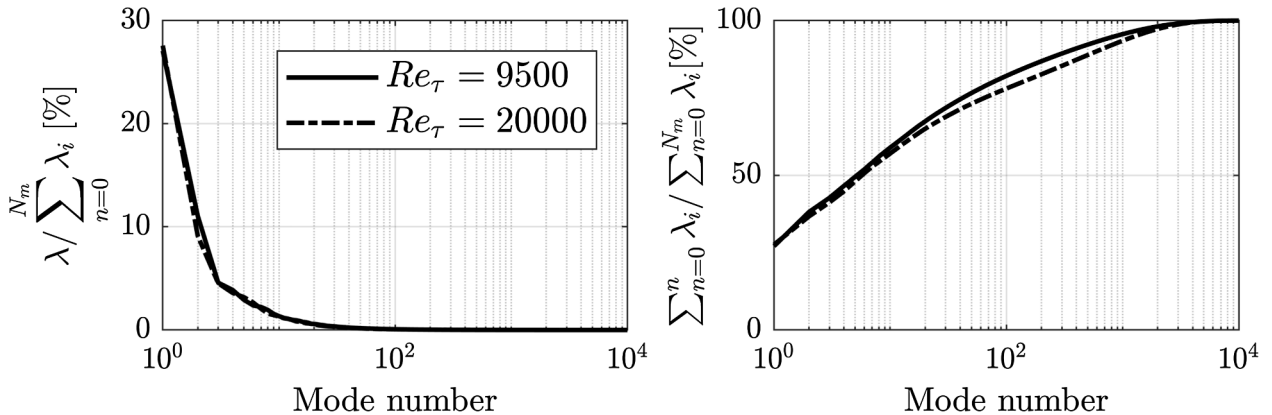 λ/ ∑_{n=0}^{N_m} λ_i [%]
30
20
10
0
Re_τ = 9500
Re_τ = 20000
10^0 10^2 10^4
Mode number
∑_{n=0}^{n} λ_i/ ∑_{n=0}^{N_m} λ_i[%]
100
50
0
10^0 10^2 10^4
Mode number